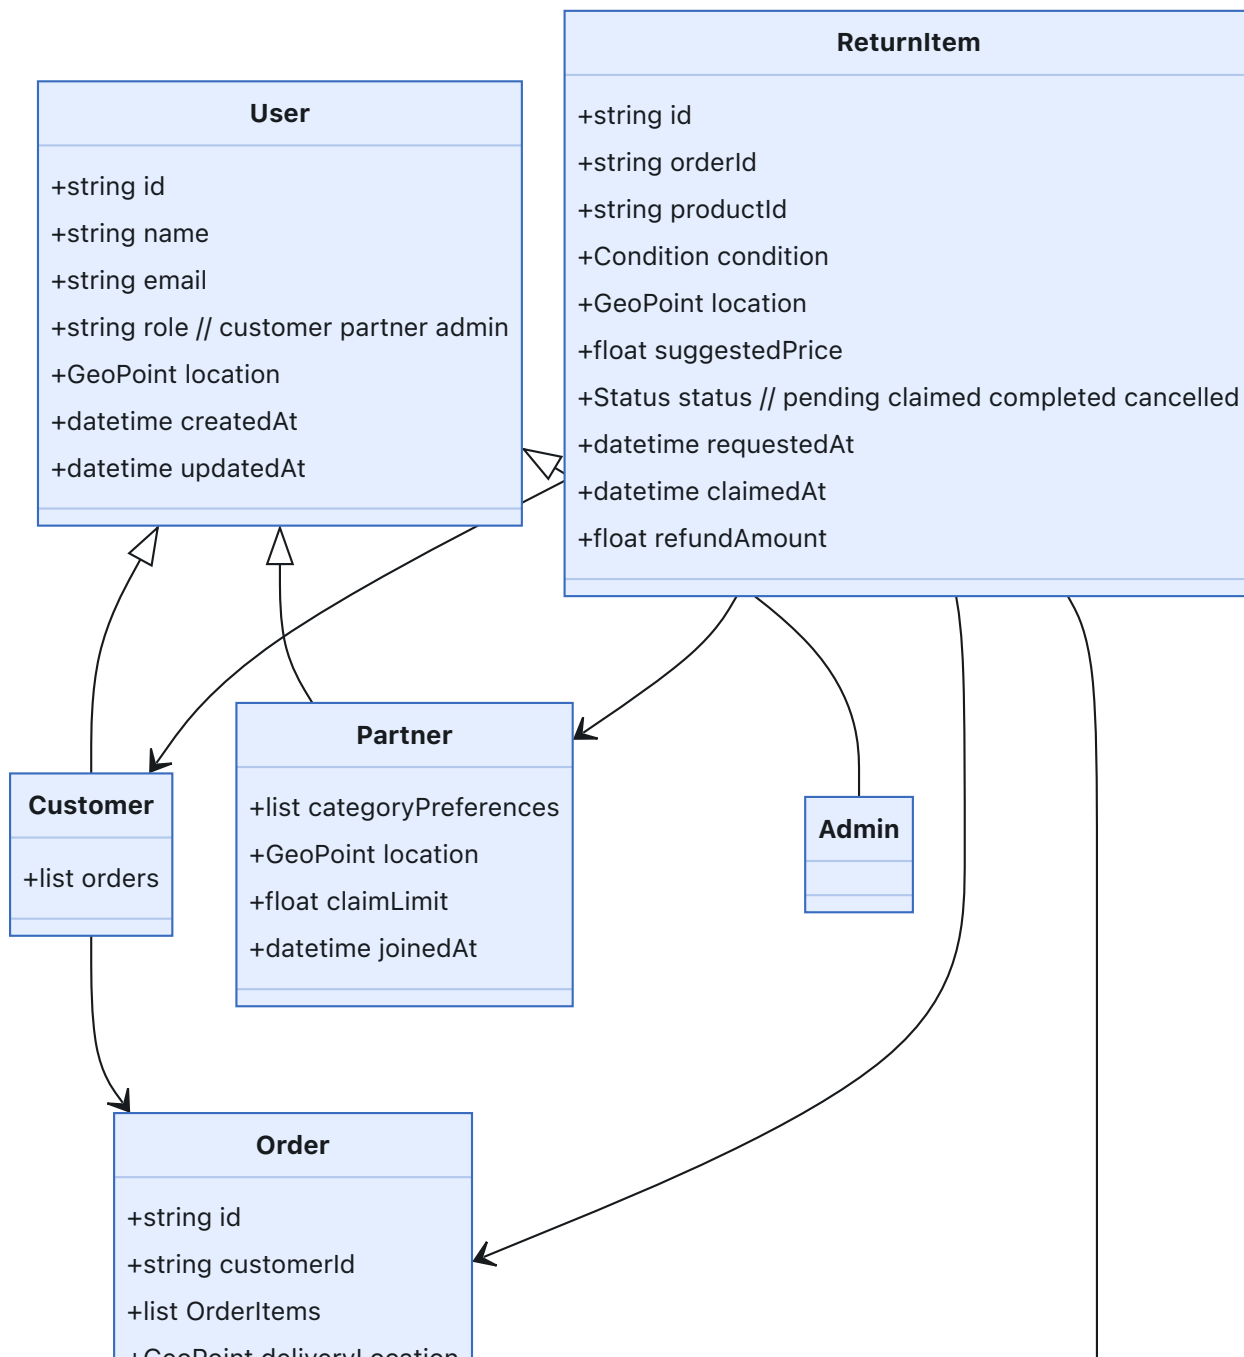 User
+string id
+string name
+string email
+string role // customer partner admin
+GeoPoint location
+datetime createdAt
+datetime updatedAt
ReturnItem
+string id
+string orderId
+string productId
+Condition condition
+GeoPoint location
+float suggestedPrice
+Status status // pending claimed completed cancelled
+datetime requestedAt
+datetime claimedAt
+float refundAmount
Customer
+list orders
Partner
+list categoryPreferences
+GeoPoint location
+float claimLimit
+datetime joinedAt
Admin
Order
+string id
+string customerId
+list OrderItems
+GeoPoint deliveryLocation